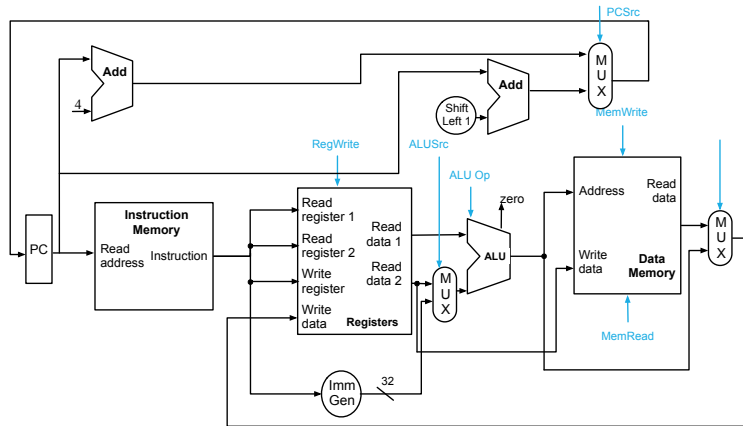 PCSrc
Add
4
Add
M
U
X
Shift
Left 1
MemWrite
RegWrite
ALUSrc
ALU Op
zero
Instruction
Memory
Read
address
Instruction
PC
Read
register 1
Read
register 2
Write
register
Write
data
Read
data 1
Read
data 2
Registers
M
U
X
ALU
Address
Read
data
Write
data
Data
Memory
M
U
X
MemRead
Imm
Gen
32